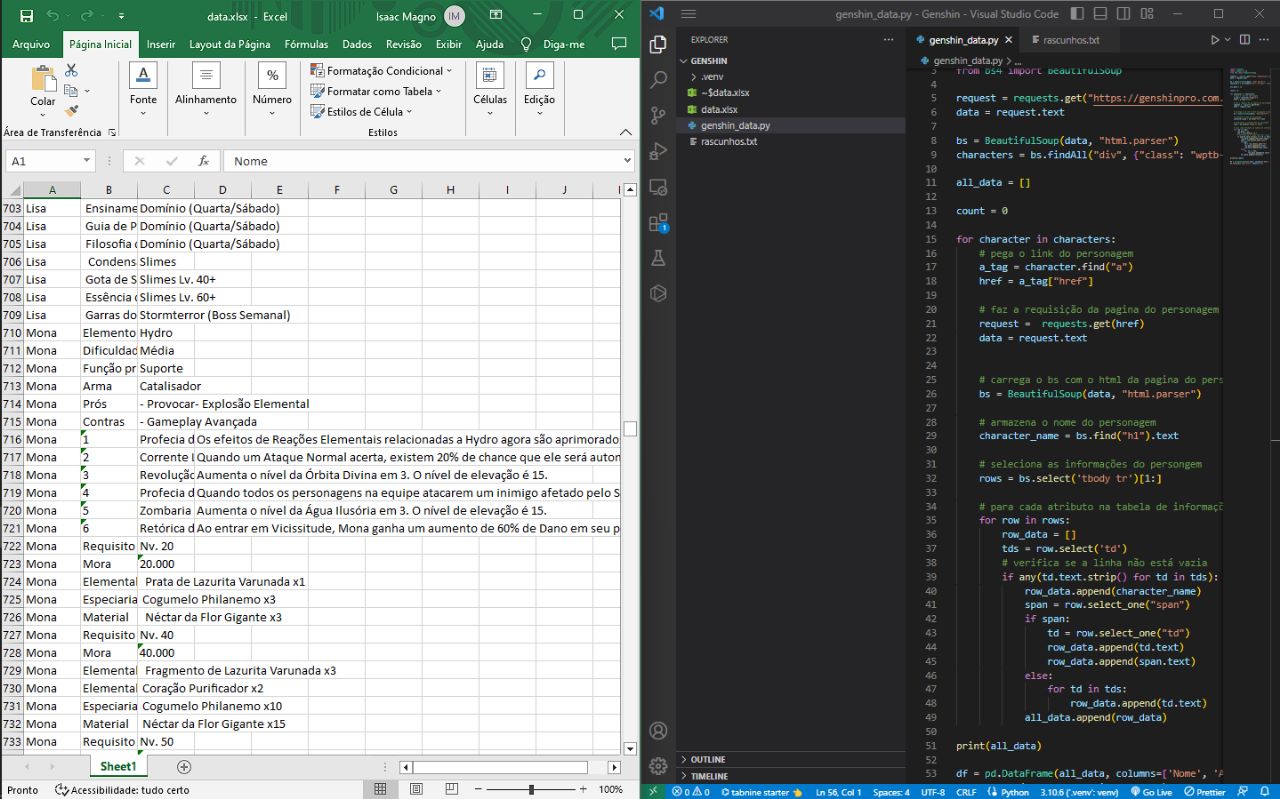 data.xlsx - Excel
Isaac Magno IM
Arquivo Página Inicial Inserir Layout da Página Fórmulas Dados Revisão Exibir Ajuda Diga-me
Colar
Área de Transferência
Fonte
Alinhamento
%
Número
Formatação Condicional
Formatar como Tabela
Estilos de Célula
Estilos
Células
Edição
A1 fx Nome
A B C D E F G H I J
703 Lisa Ensiname Domínio (Quarta/Sábado)
704 Lisa Guia de P Domínio (Quarta/Sábado)
705 Lisa Filosofia Domínio (Quarta/Sábado)
706 Lisa Condens Slimes
707 Lisa Gota de S Slimes Lv. 40+
708 Lisa Essência Slimes Lv. 60+
709 Lisa Garras do Stormterror (Boss Semanal)
710 Mona Elemento Hydro
711 Mona Dificuldad Média
712 Mona Função pr Suporte
713 Mona Arma Catalisador
714 Mona Prós - Provocar- Explosão Elemental
715 Mona Contras - Gameplay Avançada
716 Mona 1 Profecia d Os efeitos de Reações Elementais relacionadas a Hydro agora são aprimorado
717 Mona 2 Corrente L Quando um Ataque Normal acerta, existem 20% de chance que ele será auton
718 Mona 3 Revolução Aumenta o nível da Órbita Divina em 3. O nível de elevação é 15.
719 Mona 4 Profecia d Quando todos os personagens na equipe atacarem um inimigo afetado pelo S
720 Mona 5 Zombaria Aumenta o nível da Água Ilusória em 3. O nível de elevação é 15.
721 Mona 6 Retórica d Ao entrar em Vicissitude, Mona ganha um aumento de 60% de Dano em seu p
722 Mona Requisito Nv. 20
723 Mona Mora 20.000
724 Mona Elemental Prata de Lazurita Varunada x1
725 Mona Especiaria Cogumelo Philanemo x3
726 Mona Material Néctar da Flor Gigante x3
727 Mona Requisito Nv. 40
728 Mona Mora 40.000
729 Mona Elemental Fragmento de Lazurita Varunada x3
730 Mona Elemental Coração Purificador x2
731 Mona Especiaria Cogumelo Philanemo x10
732 Mona Material Néctar da Flor Gigante x15
733 Mona Requisito Nv. 50
Sheet1
Pronto Acessibilidade: tudo certo 100%
genshin_data.py - Genshin - Visual Studio Code
EXPLORER
GENSHIN
.venv
~$data.xlsx
data.xlsx
genshin_data.py
rascunhos.txt
OUTLINE
TIMELINE
1
genshin_data.py rascunhos.txt
genshin_data.py > ...
3 from bs4 import BeautifulSoup
4
5 request = requests.get("https://genshinpro.com.
6 data = request.text
7
8 bs = BeautifulSoup(data, "html.parser")
9 characters = bs.findAll("div", {"class": "wptb-
10
11 all_data = []
12
13 count = 0
14
15 for character in characters:
16 # pega o link do personagem
17 a_tag = character.find("a")
18 href = a_tag["href"]
19
20 # faz a requisição da pagina do personagem
21 request = requests.get(href)
22 data = request.text
23
24
25 # carrega o bs com o html da pagina do pers
26 bs = BeautifulSoup(data, "html.parser")
27
28 # armazena o nome do personagem
29 character_name = bs.find("h1").text
30
31 # seleciona as informações do persongem
32 rows = bs.select('tbody tr')[1:]
33
34 # para cada atributo na tabela de informaçõ
35 for row in rows:
36 row_data = []
37 tds = row.select('td')
38 # verifica se a linha não está vazia
39 if any(td.text.strip() for td in tds):
40 row_data.append(character_name)
41 span = row.select_one("span")
42 if span:
43 td = row.select_one("td")
44 row_data.append(td.text)
45 row_data.append(span.text)
46 else:
47 for td in tds:
48 row_data.append(td.text)
49 all_data.append(row_data)
50
51 print(all_data)
52
53 df = pd.DataFrame(all_data, columns=['Nome', 'A
0 0 tabnine starter Ln 56, Col 1 Spaces: 4 UTF-8 CRLF Python 3.10.6 ('.venv': venv) Go Live Prettier